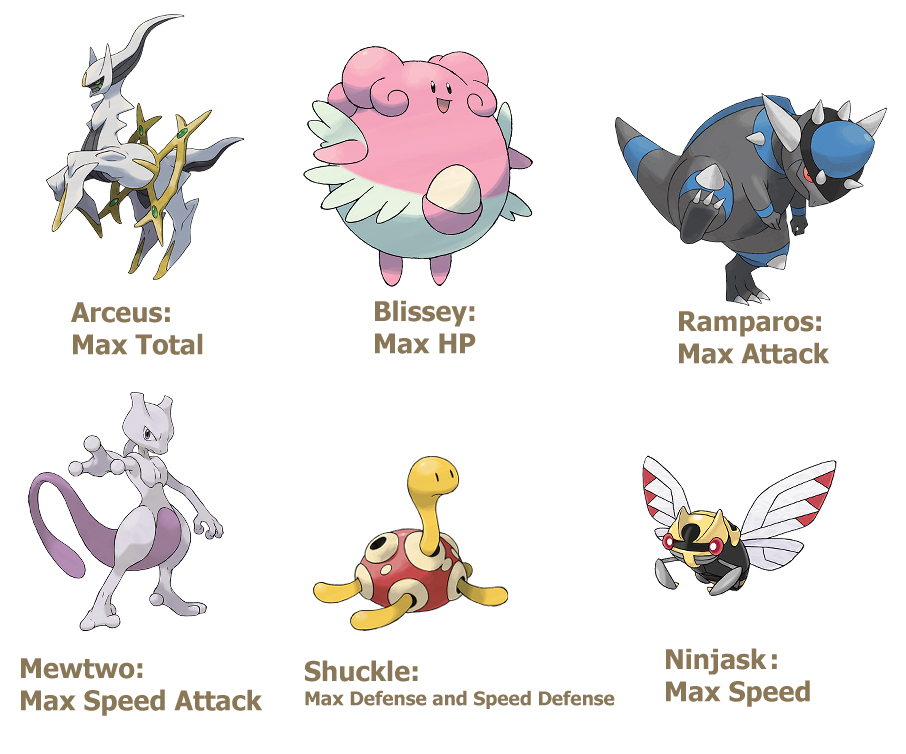 Arceus:
Max Total
Blissey:
Max HP
Ramparos:
Max Attack
Mewtwo:
Max Speed Attack
Shuckle:
Max Defense and Speed Defense
Ninjask:
Max Speed